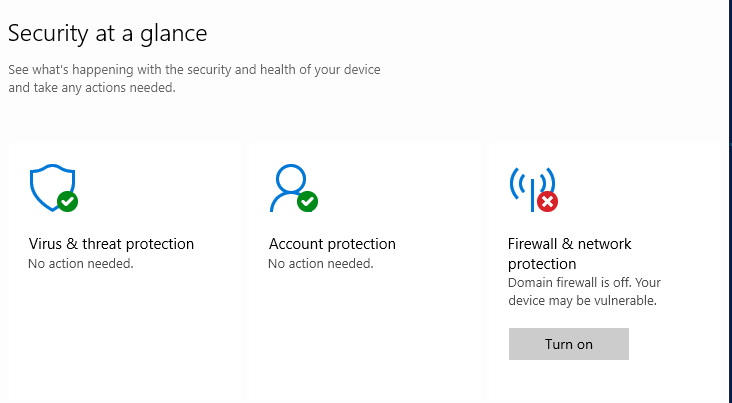 Security at a glance
See what's happening with the security and health of your device
and take any actions needed.
Virus & threat protection
No action needed.
Account protection
No action needed.
Firewall & network
protection
Domain firewall is off. Your
device may be vulnerable.
Turn on